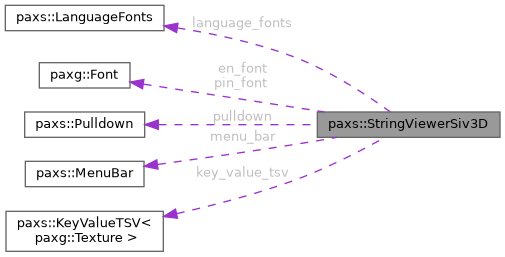 paxs::LanguageFonts
language_fonts
paxg::Font
en_font
pin_font
paxs::Pulldown
pulldown
paxs::StringViewerSiv3D
menu_bar
paxs::MenuBar
key_value_tsv
paxs::KeyValueTSV<
paxg::Texture >